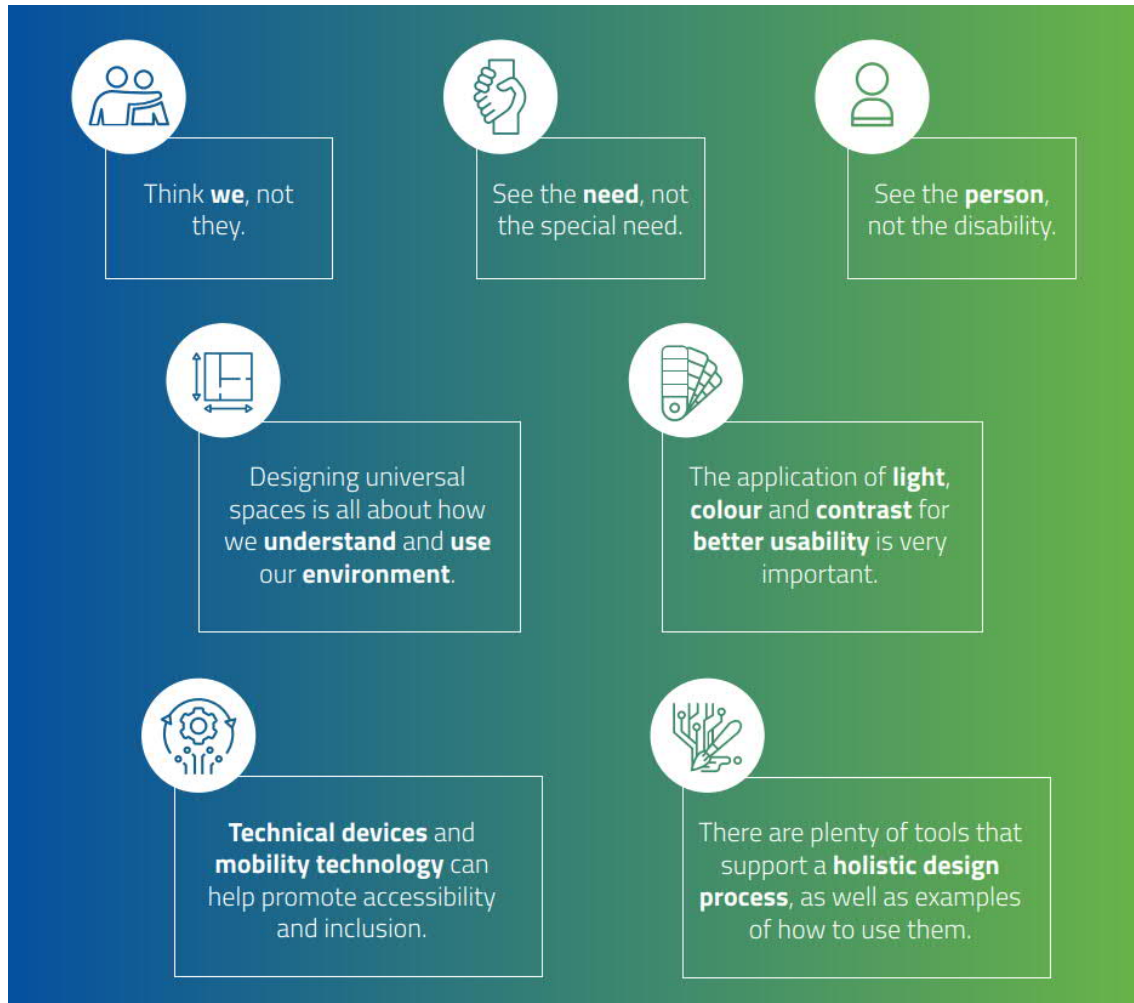 Think we, not
they.
See the need, not
the special need.
See the person,
not the disability.
Designing universal
spaces is all about how
we understand and use
our environment.
The application of light,
colour and contrast for
better usability is very
important.
Technical devices and
mobility technology can
help promote accessibility
and inclusion.
There are plenty of tools that
support a holistic design
process, as well as examples
of how to use them.